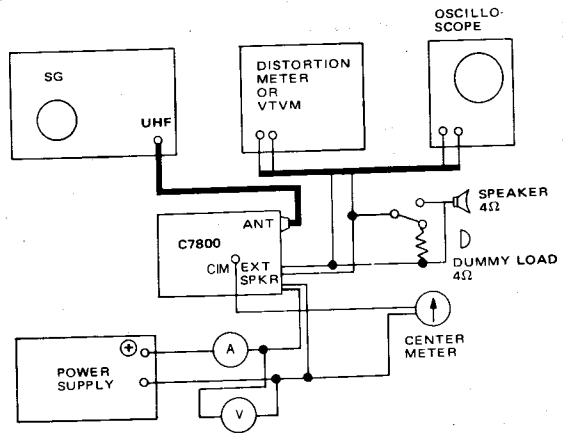 OSCILLO-
SCOPE
SG
UHF
DISTORTION
METER
OR
VTVM
ANT
C7800
CIM
EXT
SPKR
SPEAKER
4Ω
DUMMY LOAD
4Ω
CENTER
METER
+
A
POWER
SUPPLY
V